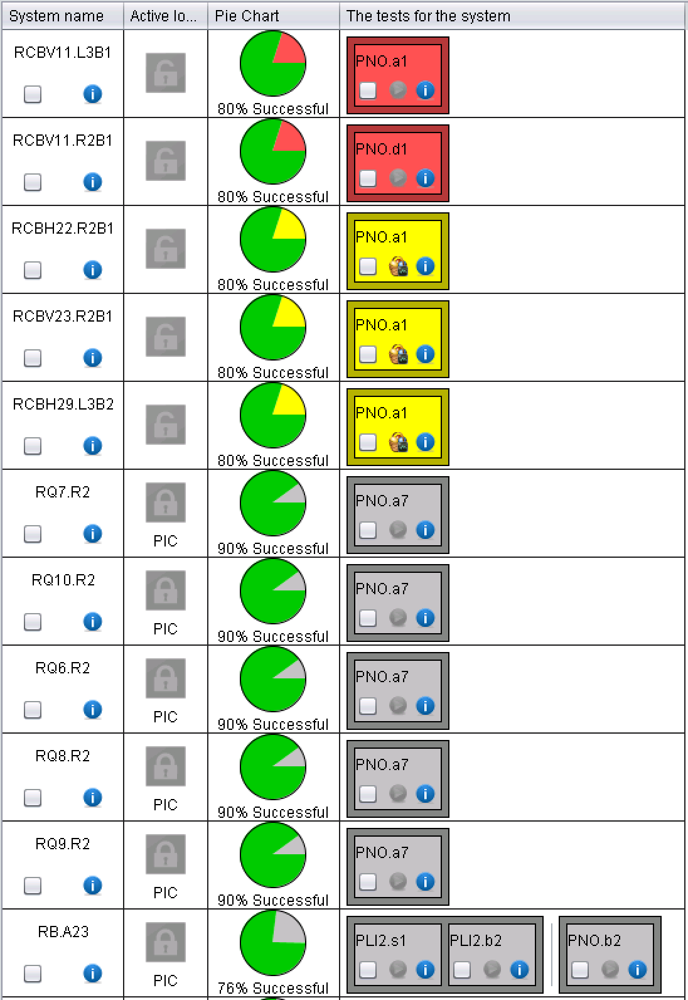 System name Active lo... Pie Chart The tests for the system
RCBV11.L3B1
80% Successful
PNO.a1
RCBV11.R2B1
80% Successful
PNO.d1
RCBH22.R2B1
80% Successful
PNO.a1
RCBV23.R2B1
80% Successful
PNO.a1
RCBH29.L3B2
80% Successful
PNO.a1
RQ7.R2
PIC
90% Successful
PNO.a7
RQ10.R2
PIC
90% Successful
PNO.a7
RQ6.R2
PIC
90% Successful
PNO.a7
RQ8.R2
PIC
90% Successful
PNO.a7
RQ9.R2
PIC
90% Successful
PNO.a7
RB.A23
PIC
76% Successful
PLI2.s1 PLI2.b2 PNO.b2